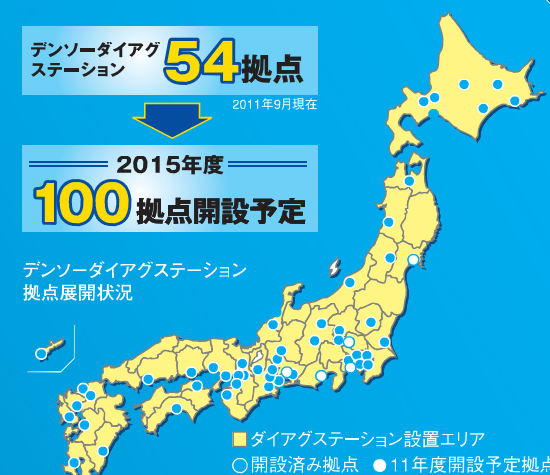 デンソーダイアグ
ステーション
54拠点
2011年9月現在
2015年度
100拠点開設予定
デンソーダイアグステーション
拠点展開状況
ダイアグステーション設置エリア
開設済み拠点 11年度開設予定拠点